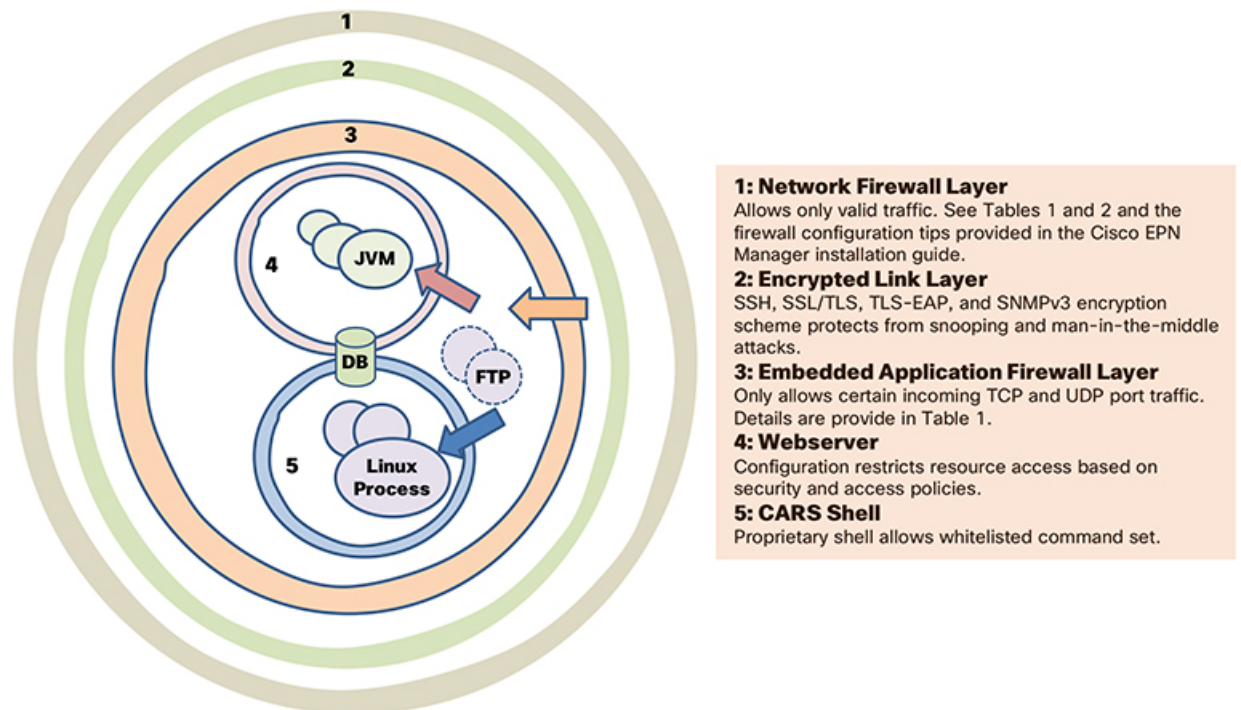 1
2
3
4
JVM
DB
FTP
5
Linux
Process
1: Network Firewall Layer
Allows only valid traffic. See Tables 1 and 2 and the
firewall configuration tips provided in the Cisco EPN
Manager installation guide.
2: Encrypted Link Layer
SSH, SSL/TLS, TLS-EAP, and SNMPv3 encryption
scheme protects from snooping and man-in-the-middle
attacks.
3: Embedded Application Firewall Layer
Only allows certain incoming TCP and UDP port traffic.
Details are provide in Table 1.
4: Webserver
Configuration restricts resource access based on
security and access policies.
5: CARS Shell
Proprietary shell allows whitelisted command set.